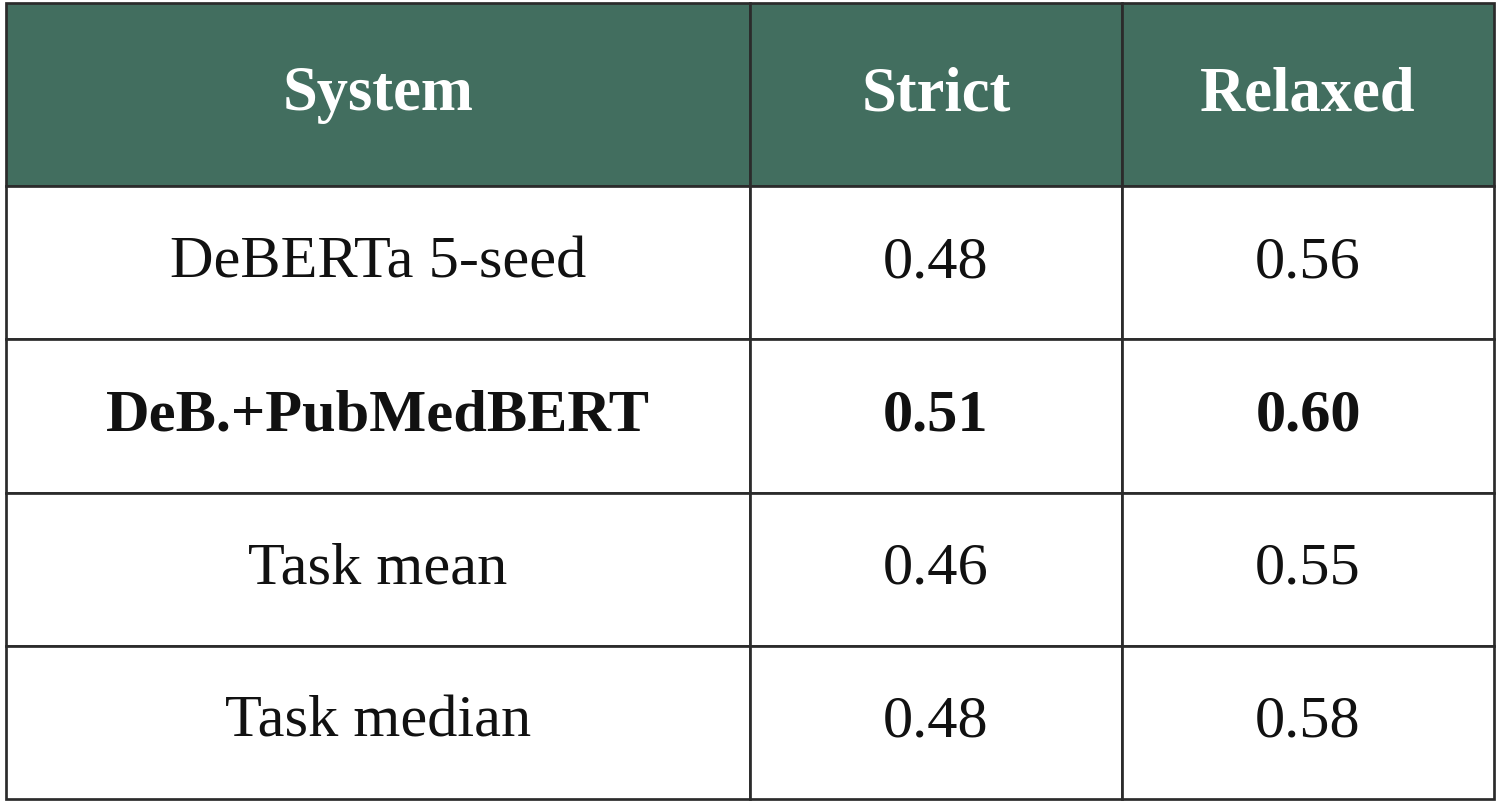 System Strict Relaxed
DeBERTa 5-seed 0.48 0.56
DeB.+PubMedBERT 0.51 0.60
Task mean 0.46 0.55
Task median 0.48 0.58